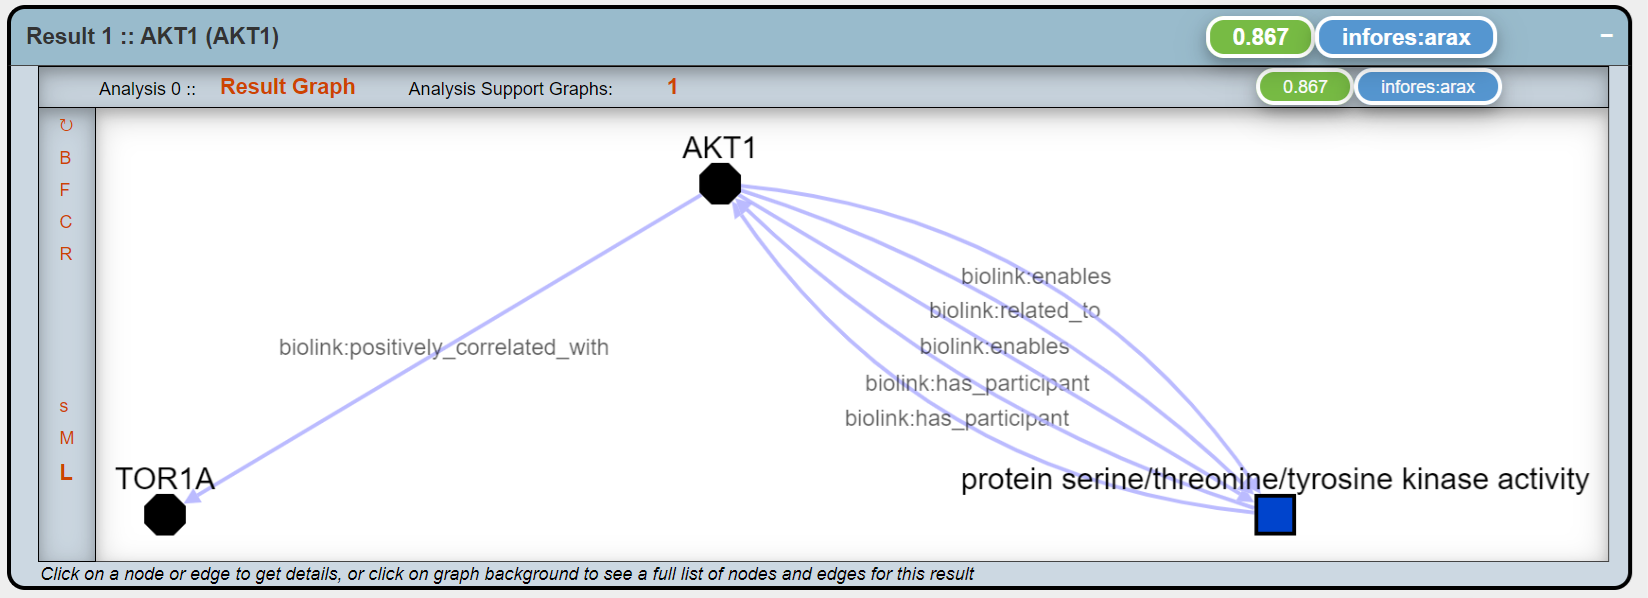 Result 1 :: AKT1 (AKT1)
0.867
infores:arax
−
Analysis 0 ::
Result Graph
Analysis Support Graphs:
1
0.867
infores:arax
↻
B
F
C
R
s
M
L
AKT1
biolink:enables
biolink:related_to
biolink:positively_correlated_with
biolink:enables
biolink:has_participant
biolink:has_participant
TOR1A
protein serine/threonine/tyrosine kinase activity
Click on a node or edge to get details, or click on graph background to see a full list of nodes and edges for this result